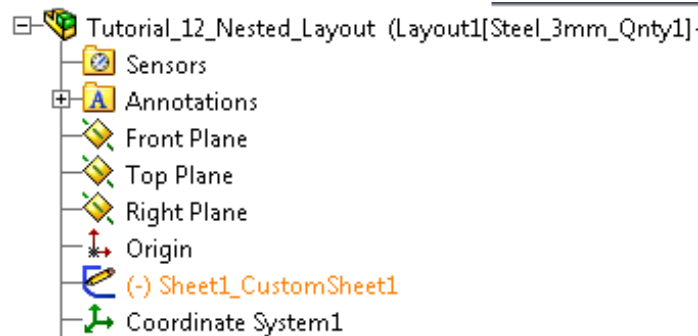 Tutorial_12_Nested_Layout (Layout1[Steel_3mm_Qnty1]-
Sensors
A Annotations
Front Plane
Top Plane
Right Plane
Origin
(-) Sheet1_CustomSheet1
Coordinate System1